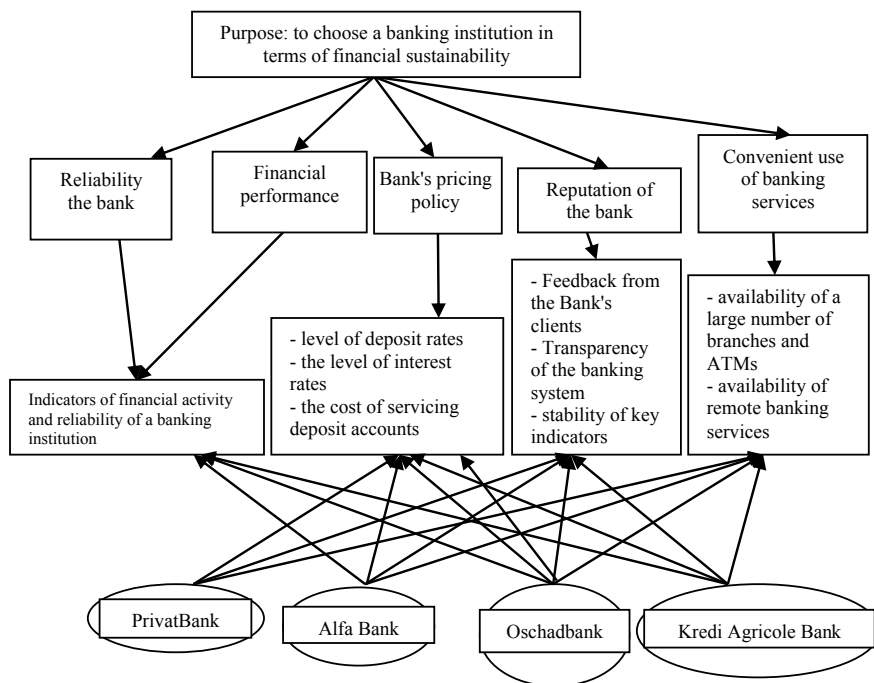 Purpose: to choose a banking institution in
terms of financial sustainability
Reliability
the bank
Financial
performance
Bank's pricing
policy
Reputation of
the bank
Convenient use
of banking
services
Indicators of financial activity
and reliability of a banking
institution
- level of deposit rates
- the level of interest
rates
- the cost of servicing
deposit accounts
- Feedback from
the Bank's
clients
- Transparency
of the banking
system
- stability of key
indicators
- availability of a
large number of
branches and
ATMs
- availability of
remote banking
services
PrivatBank
Alfa Bank
Oschadbank
Kredi Agricole Bank